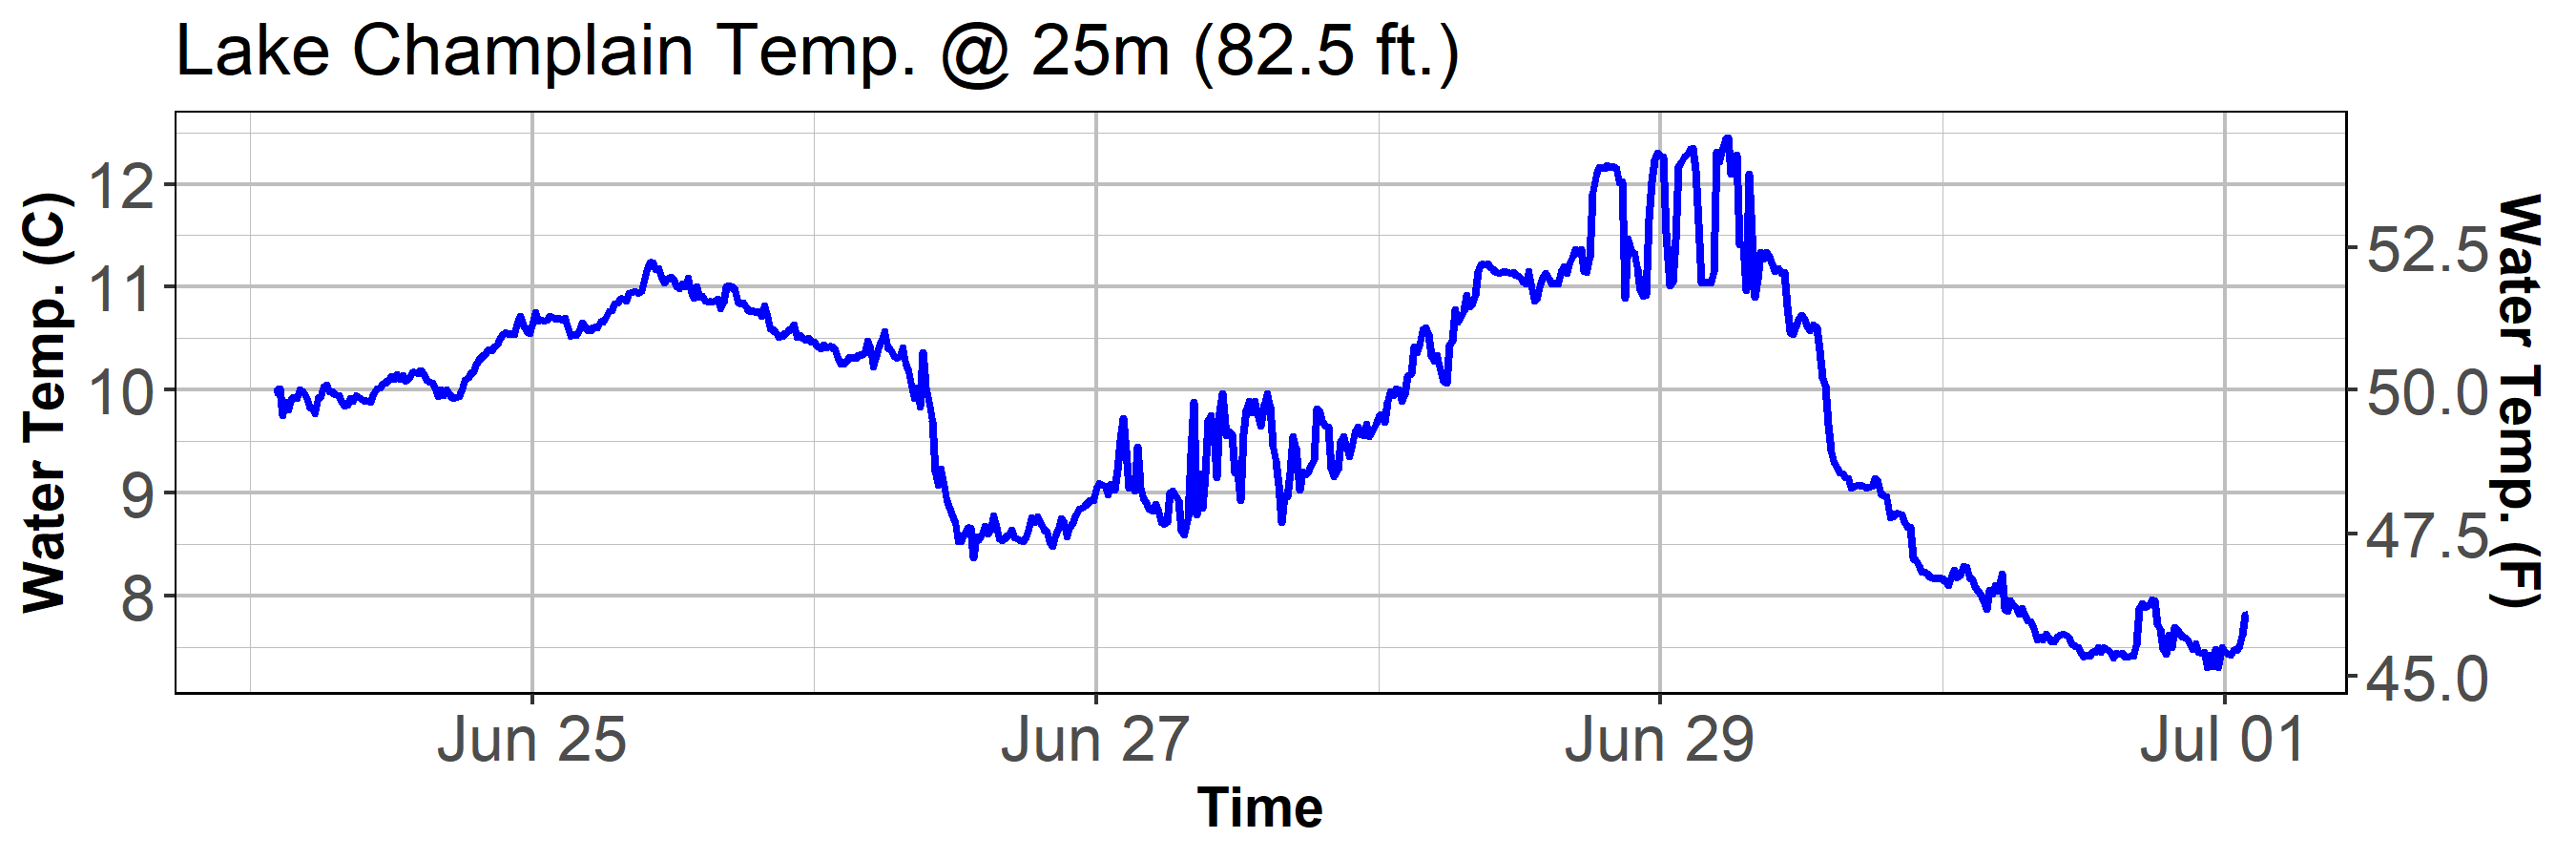 Lake Champlain Temp. @ 25m (82.5 ft.)
Water Temp. (C)
12
11
10
9
8
52.5
50.0
47.5
45.0
Water Temp. (F)
Jun 25
Jun 27
Jun 29
Jul 01
Time